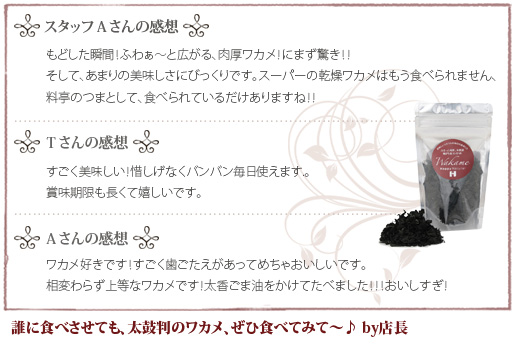 スタッフAさんの感想
もどした瞬間!ふわぁ～と広がる、肉厚ワカメ!にまず驚き!!
そして、あまりの美味しさにびっくりです。スーパーの乾燥ワカメはもう食べられません、
料亭のつまとして、食べられているだけありますね!!
Tさんの感想
すごく美味しい!惜しげなくバンバン毎日使えます。。
賞味期限も長くて嬉しいです。
Wakame
H
Aさんの感想
ワカメ好きです!すごく歯ごたえがあってめちゃおいしいです。
相変わらず上等なワカメです!太香ごま油をかけてたべました!!!おいしすぎ!
誰に食べさせても、太鼓判のワカメ、ぜひ食べてみて～♪ by店長